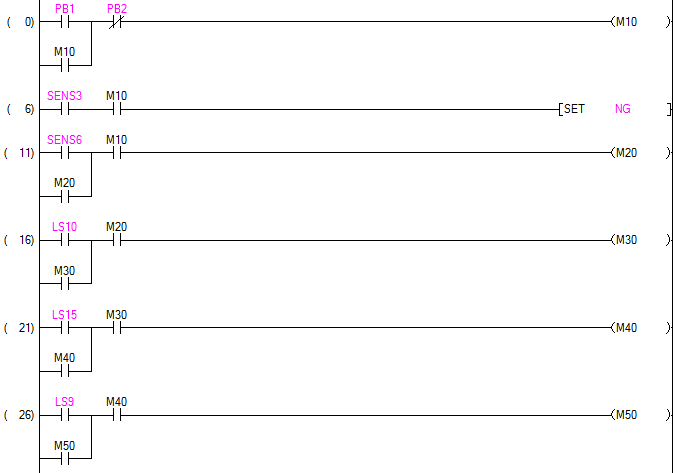 PB1 PB2
( 0) (M10 )
M10
SENS3 M10
( 6) [SET NG ]
SENS6 M10
( 11) (M20 )
M20
LS10 M20
( 16) (M30 )
M30
LS15 M30
( 21) (M40 )
M40
LS9 M40
( 26) (M50 )
M50